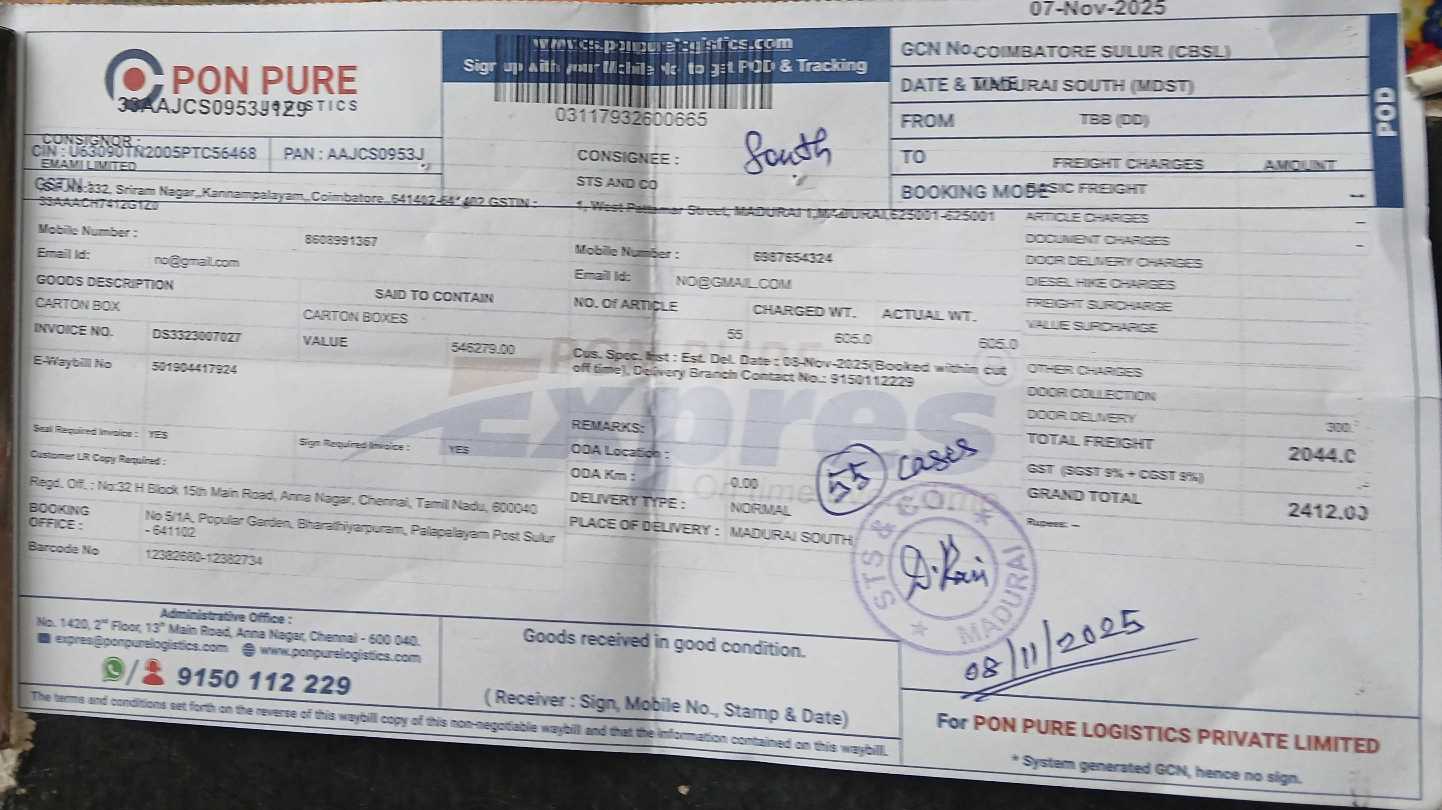 07-Nov-2025
PON PURE
LOGISTICS
33AAJCS0953J1Z9
www.cs.ponpurelogistics.com
Sign up with your Mobile No. to get POD & Tracking
03117932600665
GCN No. COIMBATORE SULUR (CBSL)
DATE & TIME MADURAI SOUTH (MDST)
FROM TBB (DD)
TO
BOOKING MODE
POD
CONSIGNOR :
CIN : U63090TN2005PTC56468 PAN : AAJCS0953J
EMAMI LIMITED
GSTIN :
332, Sriram Nagar, Kannampalayam, Coimbatore 641402-641402 GSTIN :
33AAACH7412G1Z0
Mobile Number : 8608991367
Email Id: no@gmail.com
CONSIGNEE : South
STS AND CO
1, West Pattamar Street, MADURAI 1,MADURAI,625001-625001
Mobile Number : 6987654324
Email Id: NO@GMAIL.COM
GOODS DESCRIPTION SAID TO CONTAIN NO. Of ARTICLE CHARGED WT. ACTUAL WT.
CARTON BOX CARTON BOXES 55 605.0 605.0
INVOICE NO. DS3323007027 VALUE 546279.00
E-Waybill No 501904417924
Cus. Spec. Inst : Est. Del. Date : 08-Nov-2025(Booked within cut
off time), Delivery Branch Contact No.: 9150112229
PON PURE
Expres
On time
Seal Required Invoice : YES Sign Required Invoice : YES
Customer LR Copy Required :
REMARKS:
ODA Location :
ODA Km : 0.00
DELIVERY TYPE : NORMAL
PLACE OF DELIVERY : MADURAI SOUTH
55 cases
Regd. Off. : No:32 H Block 15th Main Road, Anna Nagar, Chennai, Tamil Nadu, 600040
BOOKING OFFICE : No 5/1A, Popular Garden, Bharathiyarpuram, Palapalayam Post Sulur
- 641102
Barcode No 12382680-12382734
FREIGHT CHARGES AMOUNT
BASIC FREIGHT --
ARTICLE CHARGES --
DOCUMENT CHARGES --
DOOR DELIVERY CHARGES
DIESEL HIKE CHARGES
FREIGHT SURCHARGE
VALUE SURCHARGE
OTHER CHARGES
DOOR COLLECTION
DOOR DELIVERY 300.
TOTAL FREIGHT 2044.0
GST (SGST 9% + CGST 9%)
GRAND TOTAL 2412.00
Rupees: --
STS & CO.
MADURAI
08/11/2025
Administrative Office :
No. 1420, 2nd Floor, 13th Main Road, Anna Nagar, Chennai - 600 040.
expres@ponpurelogistics.com www.ponpurelogistics.com
9150 112 229
Goods received in good condition.
( Receiver : Sign, Mobile No., Stamp & Date)
The terms and conditions set forth on the reverse of this waybill copy of this non-negotiable waybill and that the information contained on this waybill.
For PON PURE LOGISTICS PRIVATE LIMITED
* System generated GCN, hence no sign.